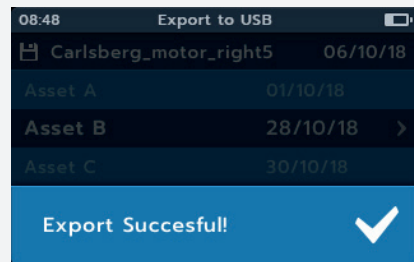 08:48 Export to USB
Carlsberg_motor_right5 06/10/18
Asset A 01/10/18
Asset B 28/10/18 >
Asset C 30/10/18
Export Succesful!